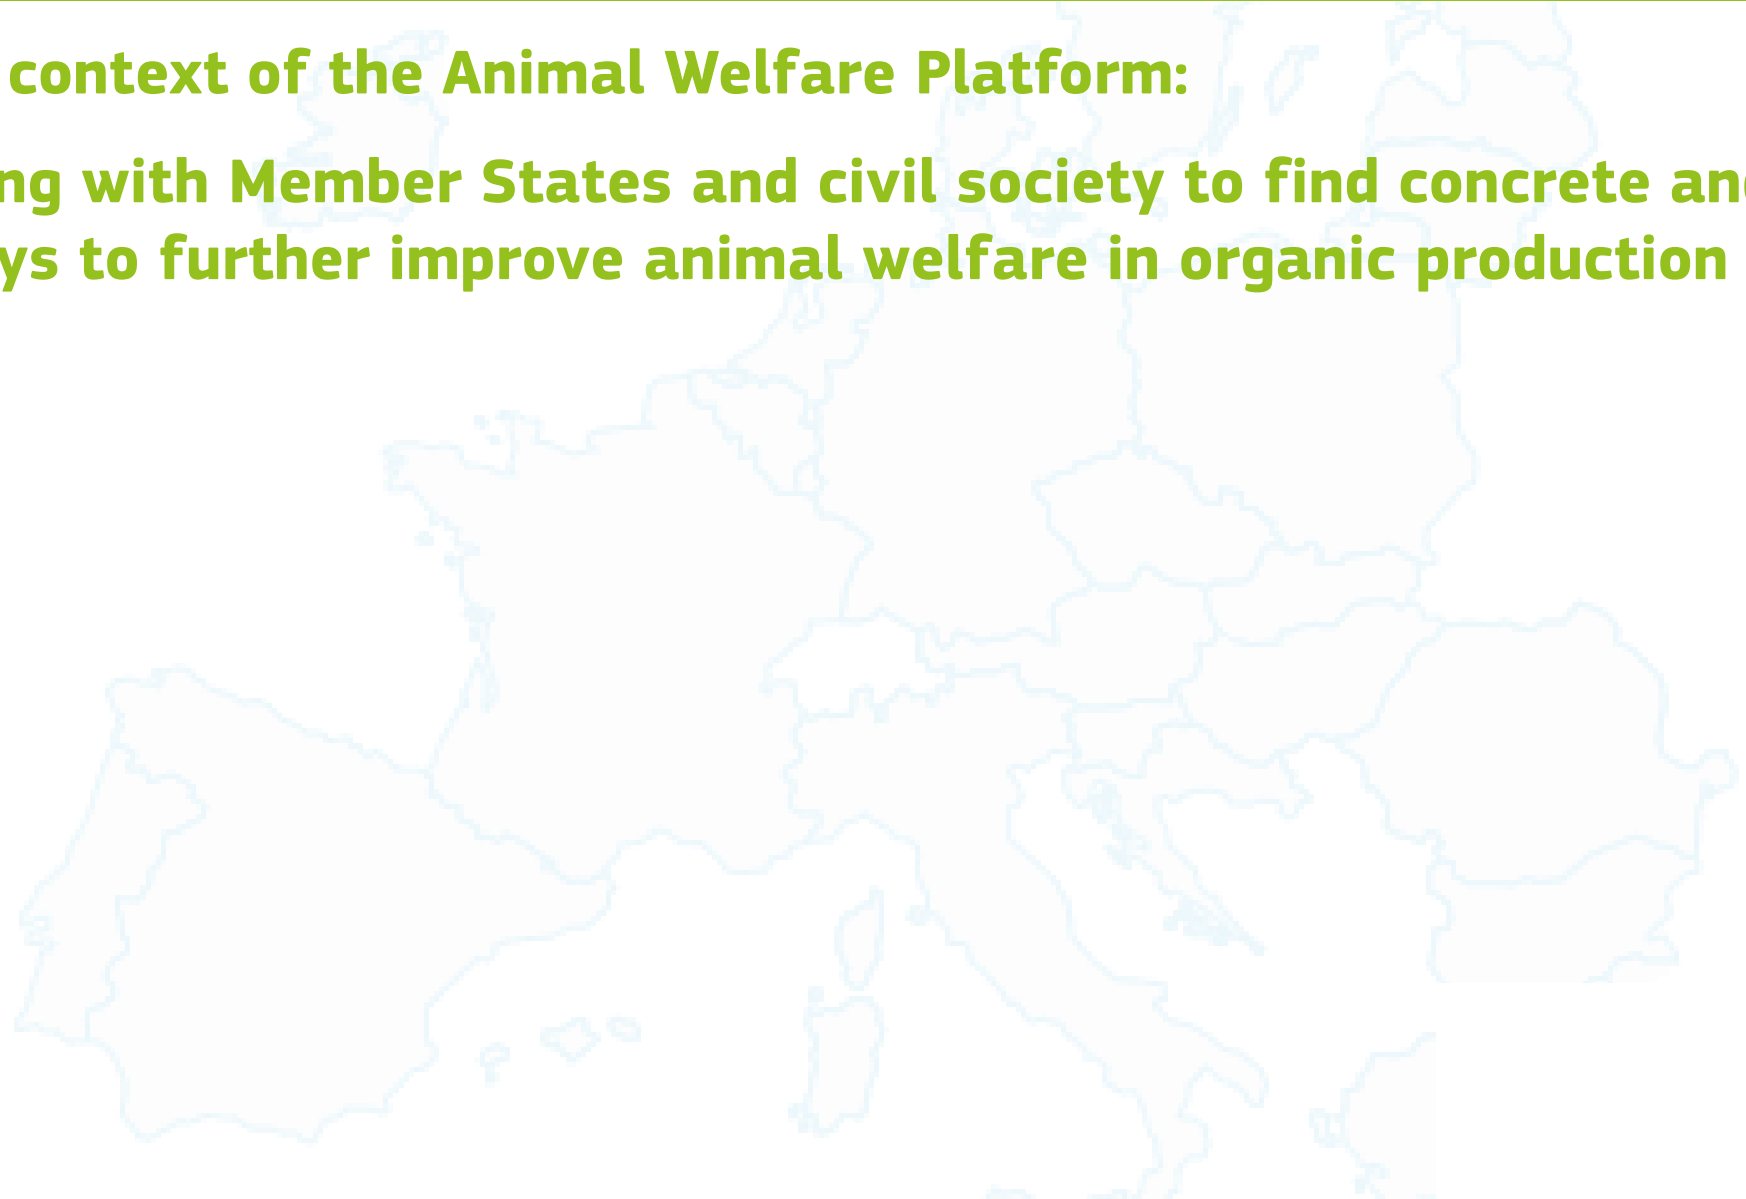 context of the Animal Welfare Platform:
ng with Member States and civil society to find concrete and
ys to further improve animal welfare in organic production